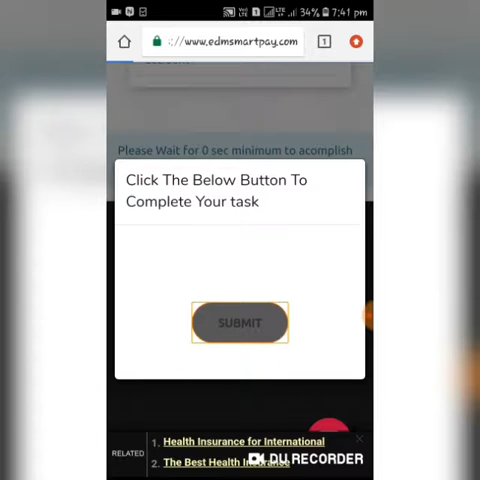 34% 7:41 pm
://www.edmsmartpay.com
1
Please Wait for 0 sec minimum to acomplish
Click The Below Button To
Complete Your task
SUBMIT
RELATED
1. Health Insurance for International
2. The Best Health Insurance
DU RECORDER